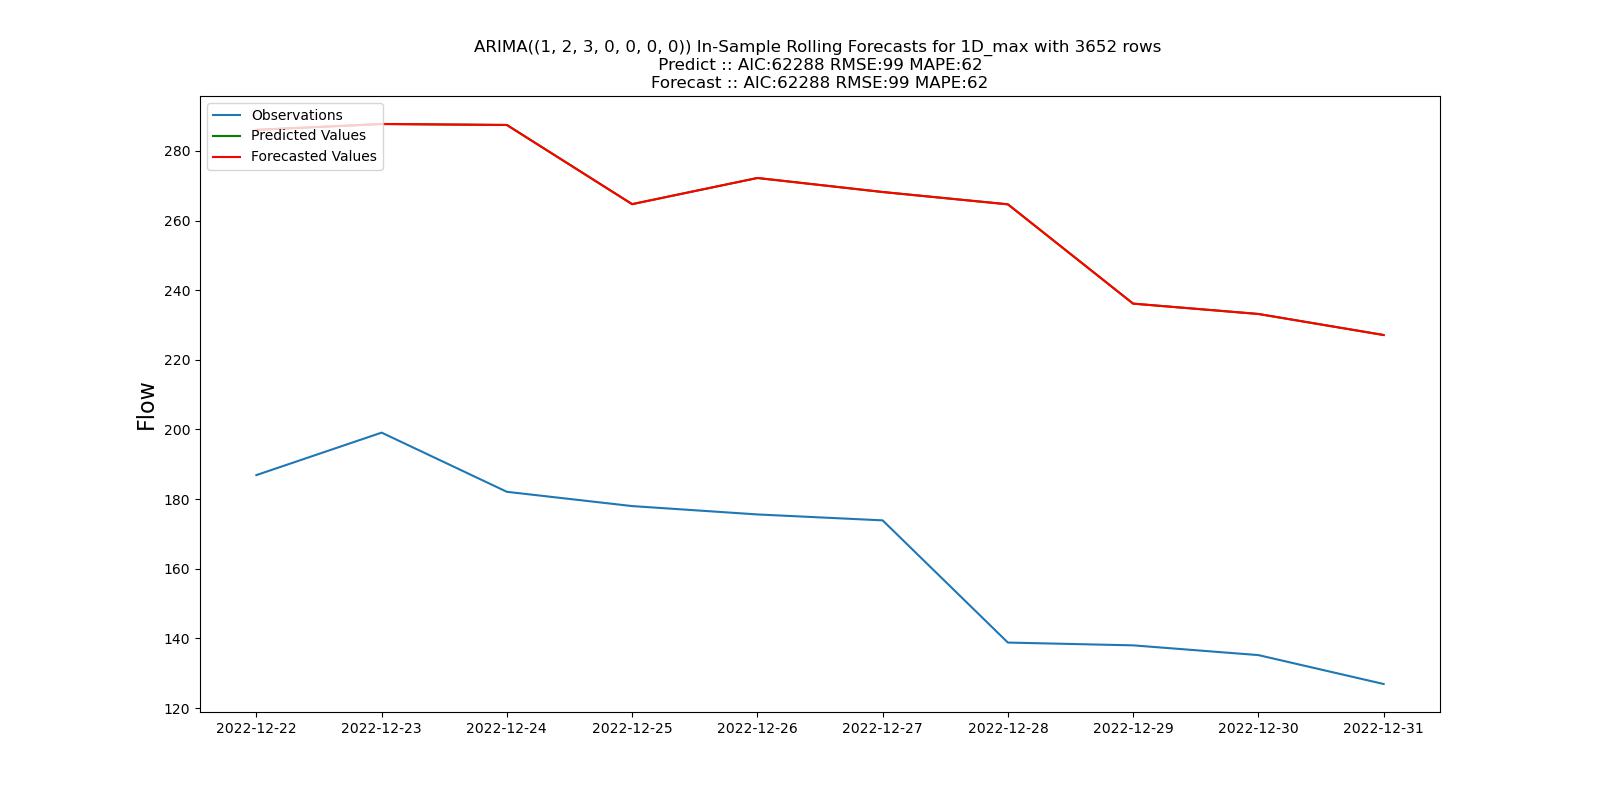 ARIMA((1, 2, 3, 0, 0, 0, 0)) In-Sample Rolling Forecasts for 1D_max with 3652 rows
Predict :: AIC:62288 RMSE:99 MAPE:62
Forecast :: AIC:62288 RMSE:99 MAPE:62
Observations
Predicted Values
Forecasted Values
280
260
240
220
200
180
160
140
120
Flow
2022-12-22 2022-12-23 2022-12-24 2022-12-25 2022-12-26 2022-12-27 2022-12-28 2022-12-29 2022-12-30 2022-12-31